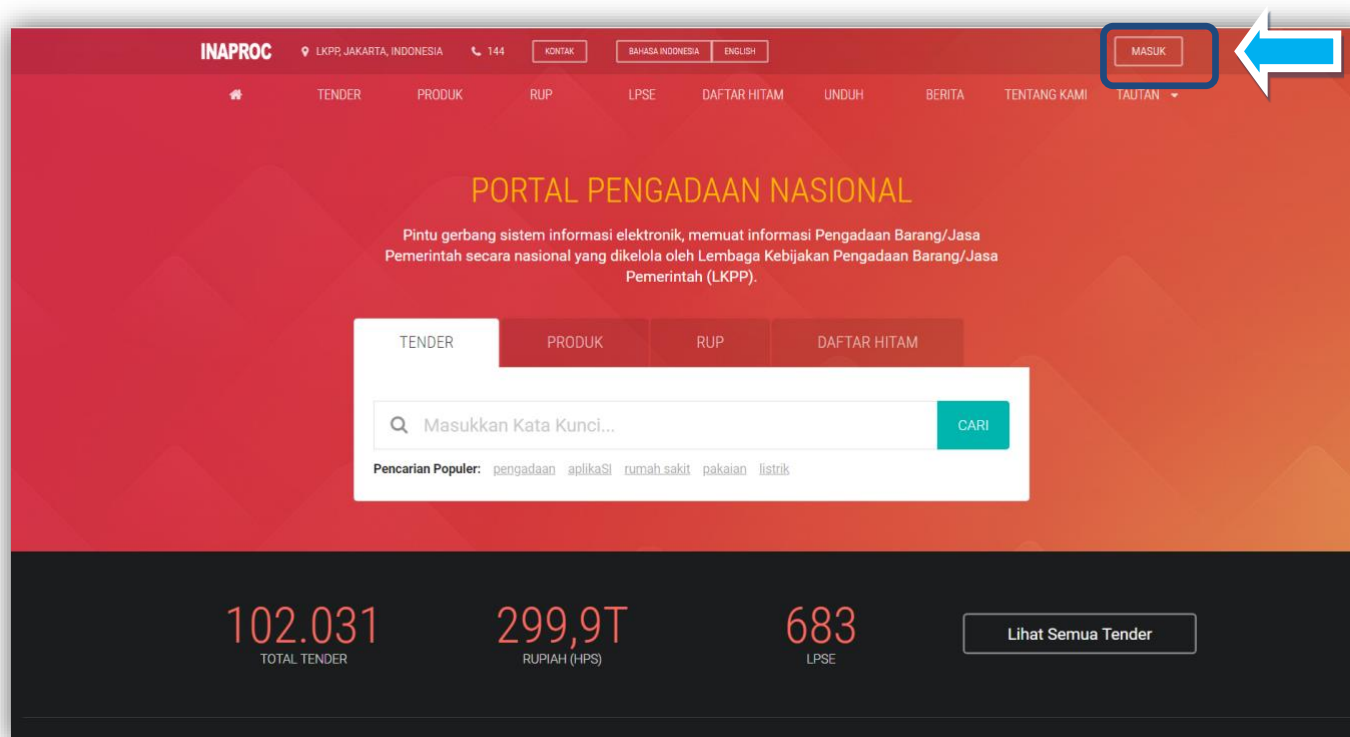 INAPROC LKPP, JAKARTA, INDONESIA 144 KONTAK BAHASA INDONESIA ENGLISH MASUK
TENDER PRODUK RUP LPSE DAFTAR HITAM UNDUH BERITA TENTANG KAMI TAUTAN
PORTAL PENGADAAN NASIONAL
Pintu gerbang sistem informasi elektronik, memuat informasi Pengadaan Barang/Jasa
Pemerintah secara nasional yang dikelola oleh Lembaga Kebijakan Pengadaan Barang/Jasa
Pemerintah (LKPP).
TENDER PRODUK RUP DAFTAR HITAM
Masukkan Kata Kunci... CARI
Pencarian Populer: pengadaan aplikaSI rumah sakit pakaian listrik
102.031 299,9T 683 Lihat Semua Tender
TOTAL TENDER RUPIAH (HPS) LPSE